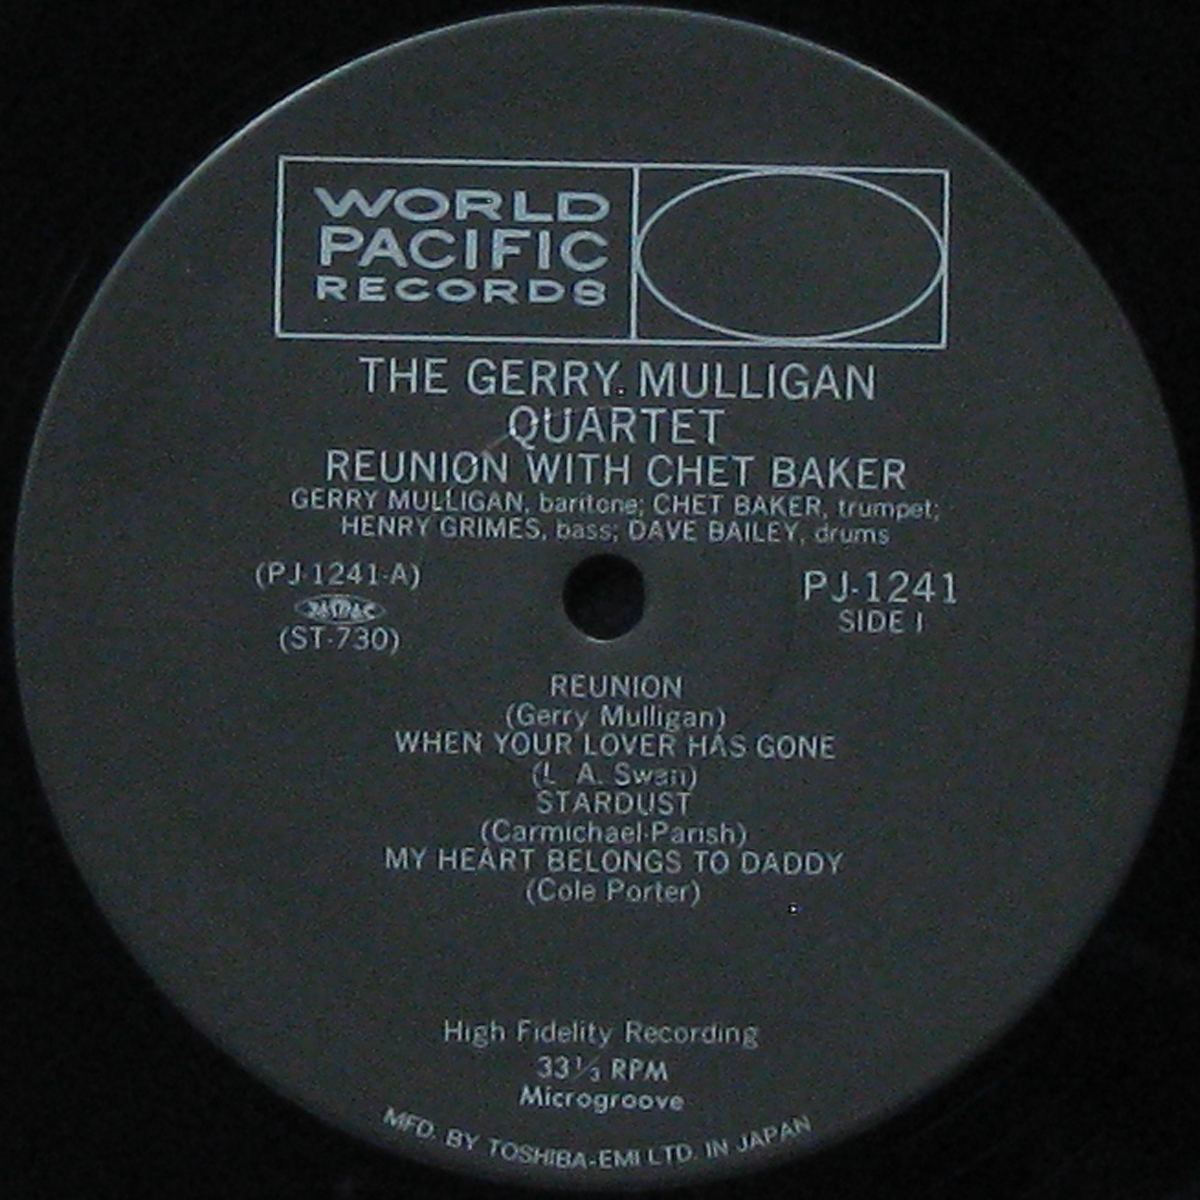 WORLD
PACIFIC
RECORDS
THE GERRY MULLIGAN
QUARTET
REUNION WITH CHET BAKER
GERRY MULLIGAN, baritone; CHET BAKER, trumpet;
HENRY GRIMES, bass; DAVE BAILEY, drums
(PJ-1241-A)
PJ-1241
JASRAC
SIDE 1
(ST-730)
REUNION
(Gerry Mulligan)
WHEN YOUR LOVER HAS GONE
(L. A. Swan)
STARDUST
(Carmichael-Parish)
MY HEART BELONGS TO DADDY
(Cole Porter)
High Fidelity Recording
33 1/3 RPM
Microgroove
MFD. BY TOSHIBA-EMI LTD. IN JAPAN